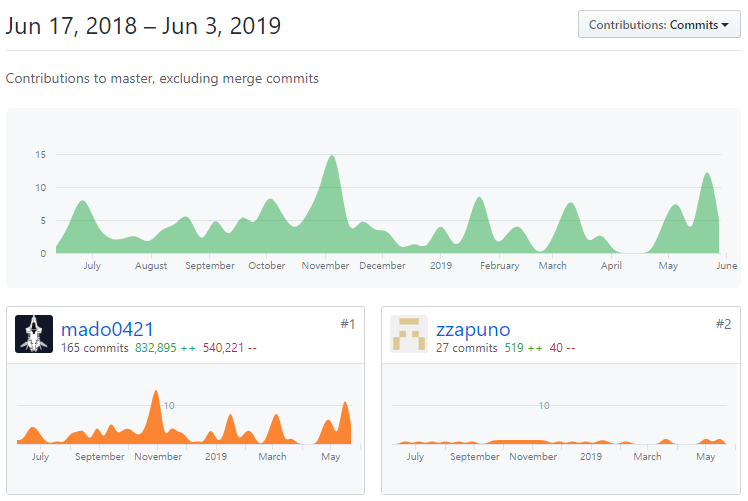 Jun 17, 2018 – Jun 3, 2019
Contributions: Commits
Contributions to master, excluding merge commits
15
10
5
0
July August September October November December 2019 February March April May June
mado0421 #1
165 commits 832,895 ++ 540,221 --
10
July September November 2019 March May
zzapuno #2
27 commits 519 ++ 40 --
10
July September November 2019 March May